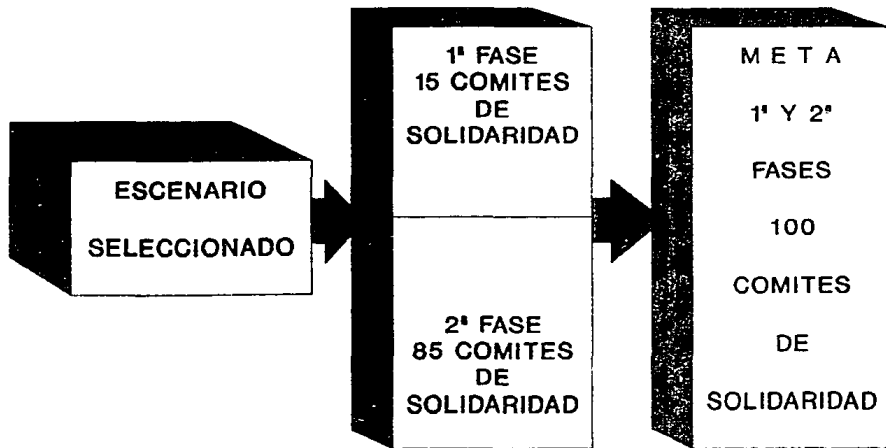 ESCENARIO
SELECCIONADO
1ª FASE
15 COMITES
DE
SOLIDARIDAD
2ª FASE
85 COMITES
DE
SOLIDARIDAD
M E T A
1ª Y 2ª
FASES
100
COMITES
DE
SOLIDARIDAD